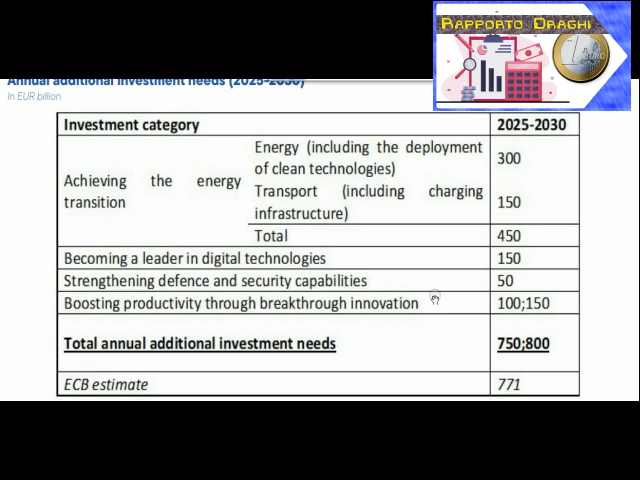 RAPPORTO DRAGHI
Annual additional investment needs (2025-2030)
In EUR billion
Investment category 2025-2030
Achieving the energy transition
Energy (including the deployment
of clean technologies) 300
Transport (including charging
infrastructure) 150
Total 450
Becoming a leader in digital technologies 150
Strengthening defence and security capabilities 50
Boosting productivity through breakthrough innovation 100;150
Total annual additional investment needs 750;800
ECB estimate 771